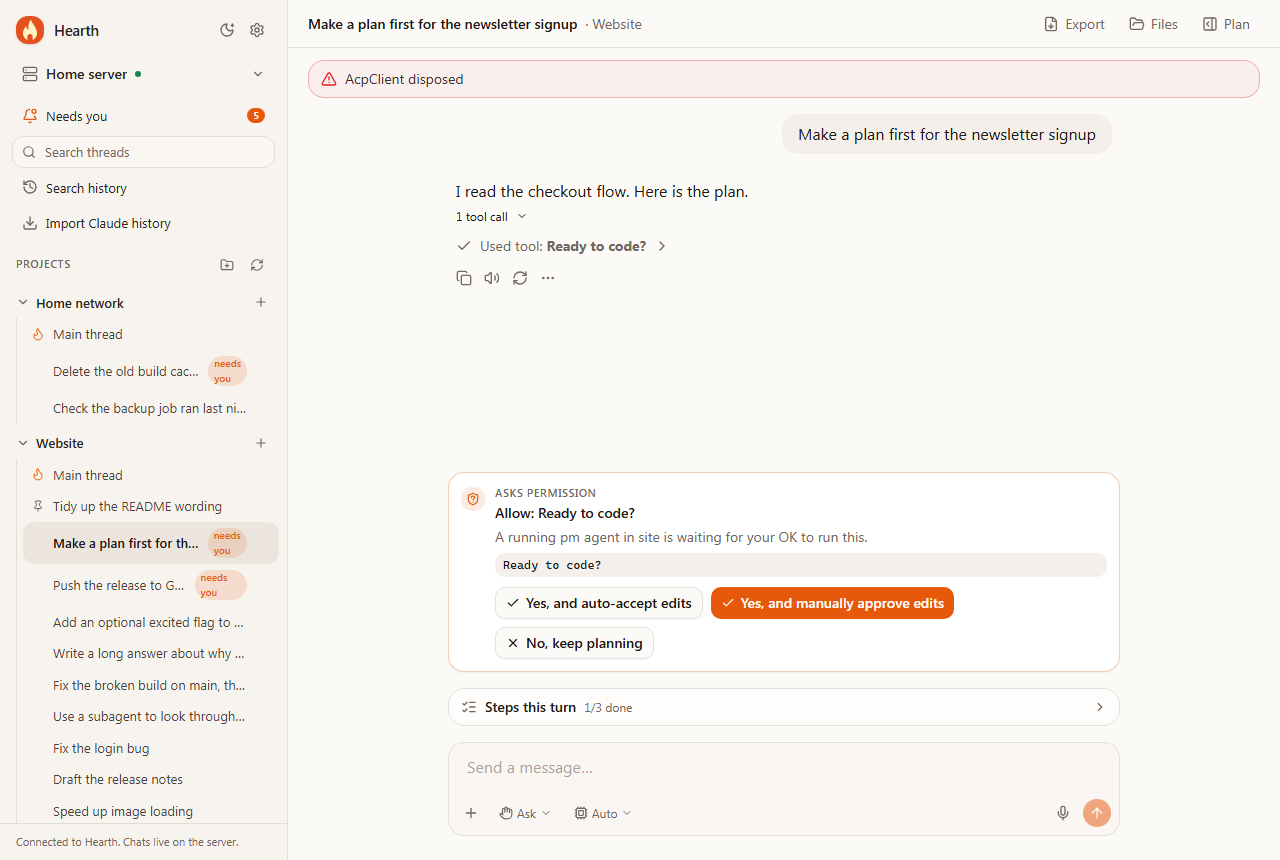 Hearth
Home server
Needs you
5
Search threads
Search history
Import Claude history
PROJECTS
Home network
Main thread
Delete the old build cac...
needs
you
Check the backup job ran last ni...
Website
Main thread
Tidy up the README wording
Make a plan first for th...
needs
you
Push the release to G...
needs
you
Add an optional excited flag to ...
Write a long answer about why ...
Fix the broken build on main, th...
Use a subagent to look through...
Fix the login bug
Draft the release notes
Speed up image loading
Connected to Hearth. Chats live on the server.
Make a plan first for the newsletter signup · Website
Export
Files
Plan
AcpClient disposed
Make a plan first for the newsletter signup
I read the checkout flow. Here is the plan.
1 tool call
Used tool: Ready to code?
ASKS PERMISSION
Allow: Ready to code?
A running pm agent in site is waiting for your OK to run this.
Ready to code?
Yes, and auto-accept edits
Yes, and manually approve edits
No, keep planning
Steps this turn 1/3 done
Send a message...
Ask
Auto